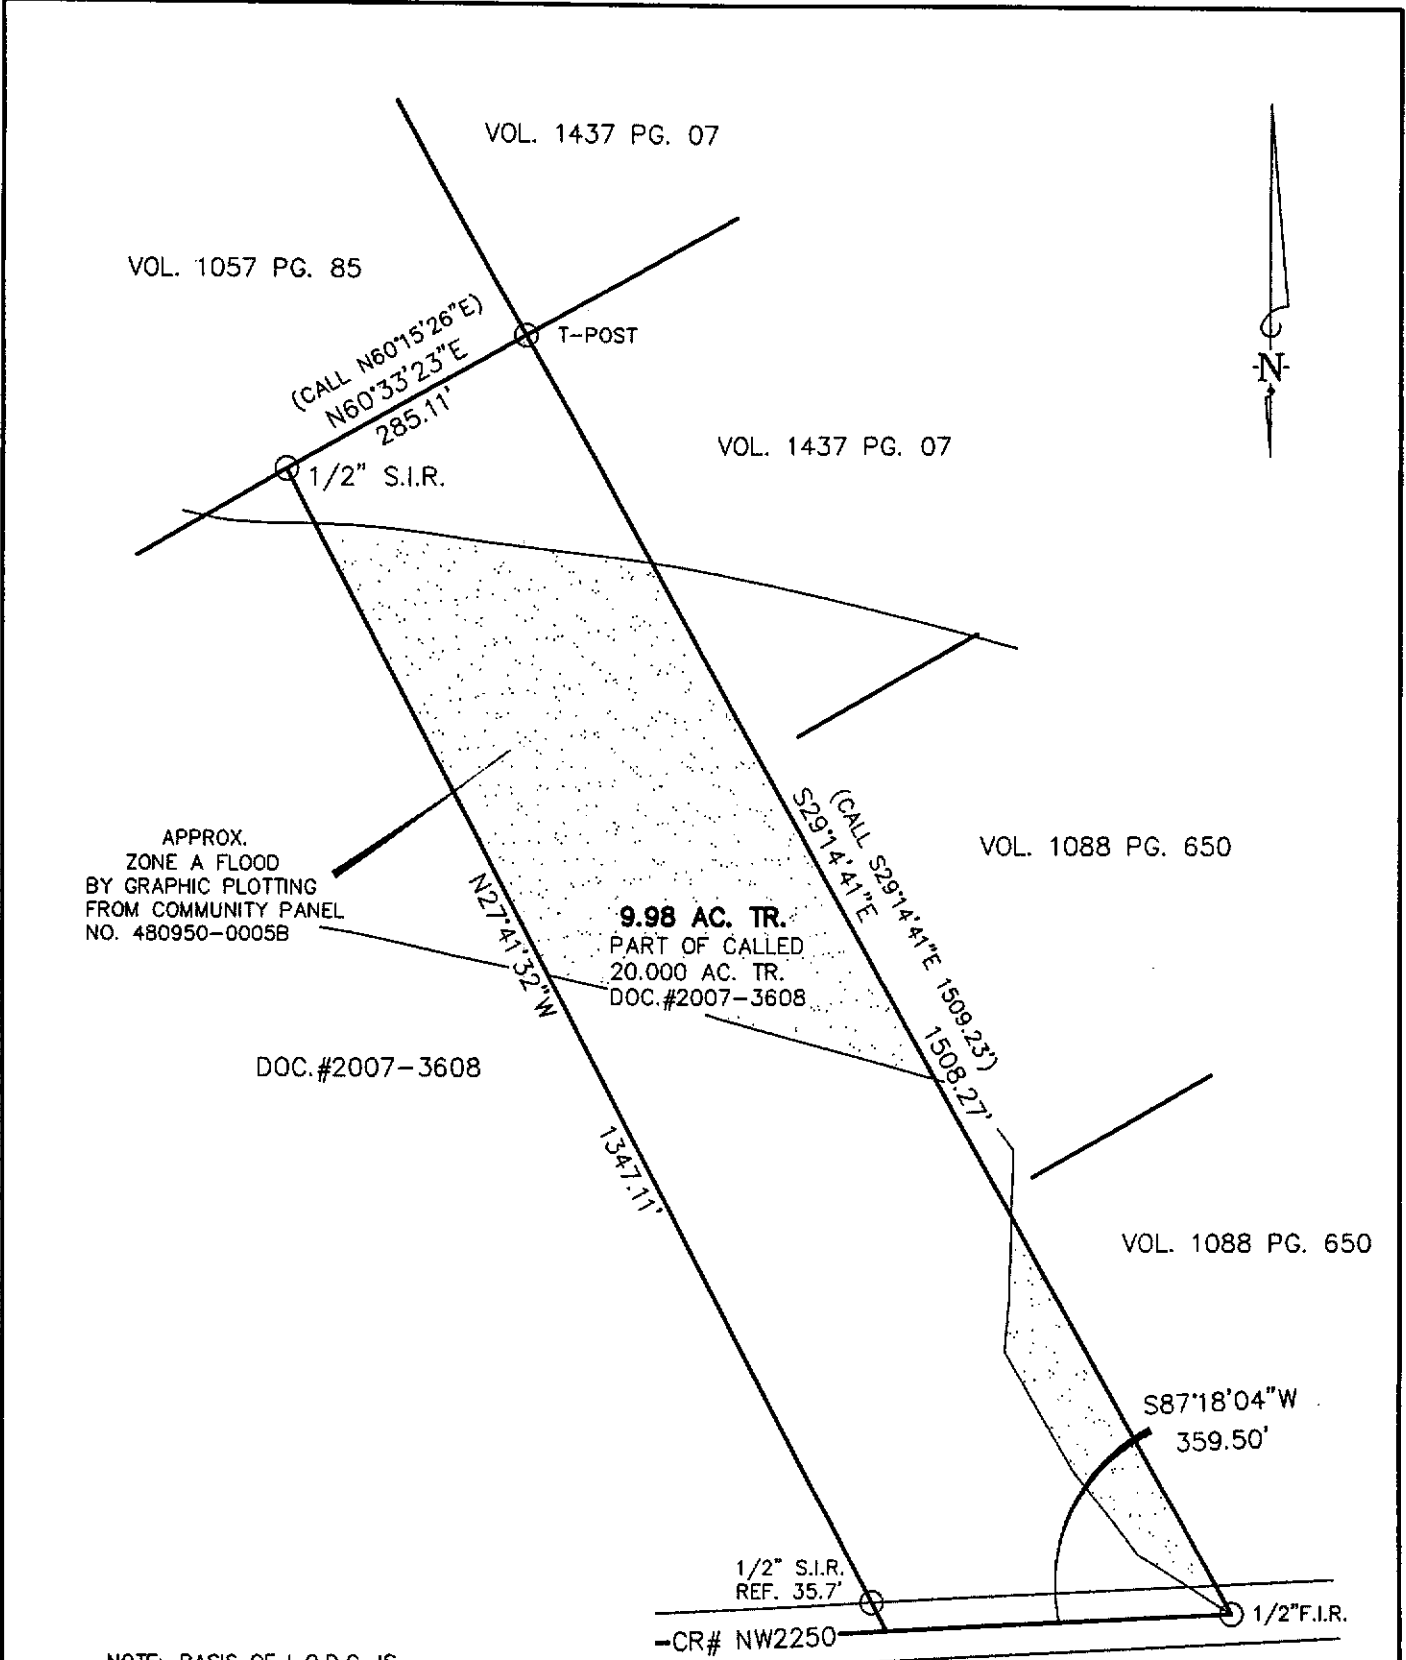 VOL. 1437 PG. 07
VOL. 1057 PG. 85
(CALL N60°15'26"E)
N60°33'23"E
285.11'
T-POST
-N-
VOL. 1437 PG. 07
1/2" S.I.R.
(CALL S29°14'41"E 1509.23')
S29°14'41"E
1508.27'
VOL. 1088 PG. 650
APPROX.
ZONE A FLOOD
BY GRAPHIC PLOTTING
FROM COMMUNITY PANEL
NO. 480950-0005B
N27°41'32"W
1347.11'
9.98 AC. TR.
PART OF CALLED
20.000 AC. TR.
DOC.#2007-3608
DOC.#2007-3608
VOL. 1088 PG. 650
S87°18'04"W
359.50'
1/2" S.I.R.
REF. 35.7'
1/2"F.I.R.
-CR# NW2250
NOTE: BASIS OF